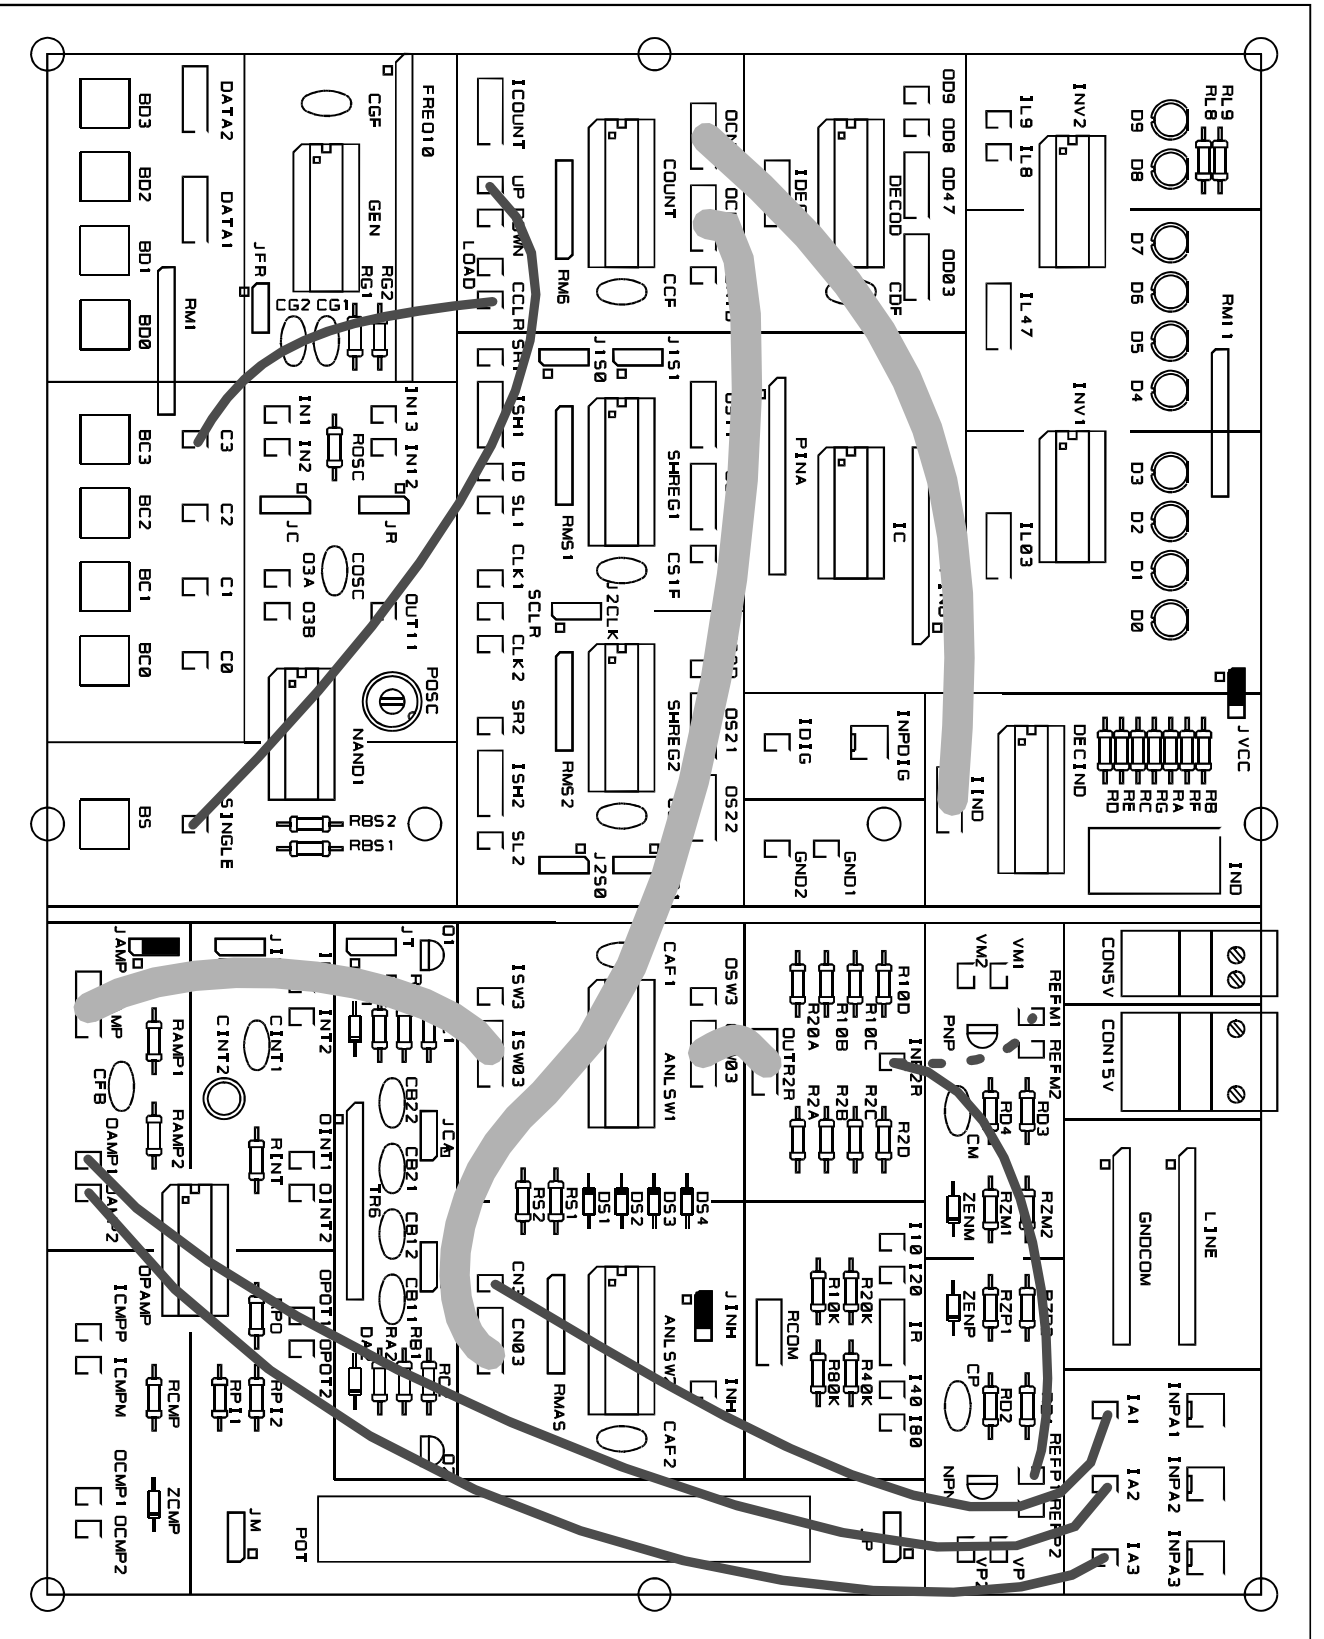 BD3
BD2
BD1
BD0
DATA2
DATA1
RM1
CGF
GEN
JFR
CG2
CG1
RG1
RG2
FREQ10
ICOUNT
UP
LOAD
CCLR
RM6
COUNT
CCF
DECOD
CDF
OD9
OD8
OD47
OD03
IL9
IL8
INV2
IL47
INV1
IL03
D9
D8
RL8
RL9
D7
D6
D5
D4
RM11
D3
D2
D1
D0
BC3
BC2
BC1
BC0
C3
C2
C1
C0
IN1
IN2
ROSC
IN13
IN12
JC
JR
O3A
O3B
COSC
OUT11
POSC
NAND1
RBS2
RBS1
BS
SINGLE
ISH1
ID
SL1
CLK1
SCLR
CLK2
SR2
ISH2
SL2
J1S0
J1S1
RMS1
SHREG1
CS1F
J2CLK
RMS2
SHREG2
J2S0
OS21
OS22
PINA
IC
IDIG
INPDIG
GND2
GND1
IIND
DECIND
RD
RE
RC
RG
RA
RF
RB
JVCC
IND
JAMP
RAMP1
CFB
RAMP2
OAMP1
OPAMP
CINT2
CINT1
INT2
RINT
OINT1
OINT2
JT
CB22
CB21
CB12
CB11
JCA
TR6
ISW3
ISW03
CAF1
ANLSW1
OSW3
OUTR2R
R20A
R10B
R10C
R10D
R2A
R2B
R2C
R2D
VM2
VM1
REFM1
REFM2
PNP
CM
RD4
RD3
CON5V
CON15V
RS2
RS1
DS1
DS2
DS3
DS4
ZENM
RZM1
RZM2
ZENP
RZP1
CP
RD2
GNDCOM
LINE
ICMPP
ICMPM
RCMP
OCMP1
OCMP2
ZCMP
RPI1
RPI2
OPOT1
OPOT2
RB1
CN03
RMAS
CAF2
JINH
INH
RCOM
R10K
R20K
R80K
R40K
I10
I20
IR
I40
I80
JM
POT
NPN
IA1
IA2
IA3
INPA1
INPA2
INPA3